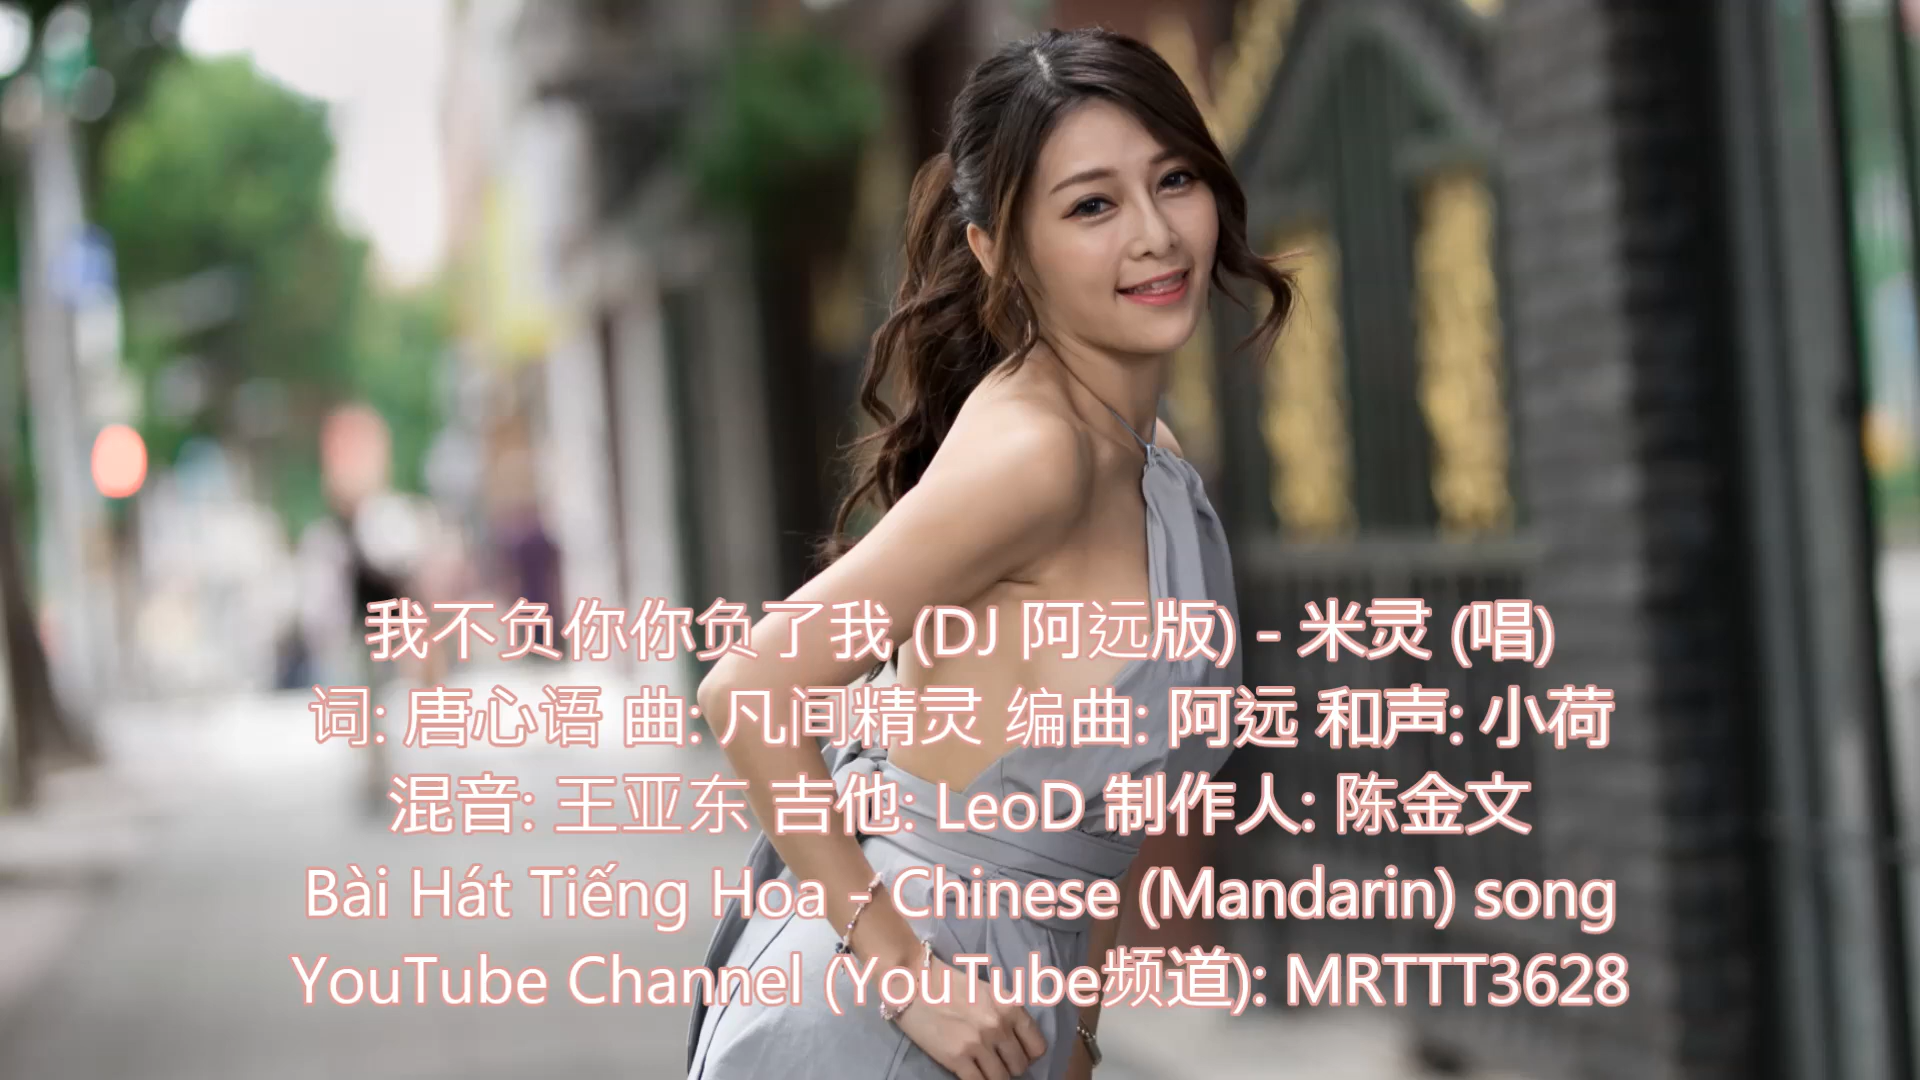 我不负你你负了我 (DJ 阿远版) - 米灵 (唱)
词: 唐心语 曲: 凡间精灵 编曲: 阿远 和声: 小荷
混音: 王亚东 吉他: LeoD 制作人: 陈金文
Bài Hát Tiếng Hoa - Chinese (Mandarin) song
YouTube Channel (YouTube频道): MRTTT3628